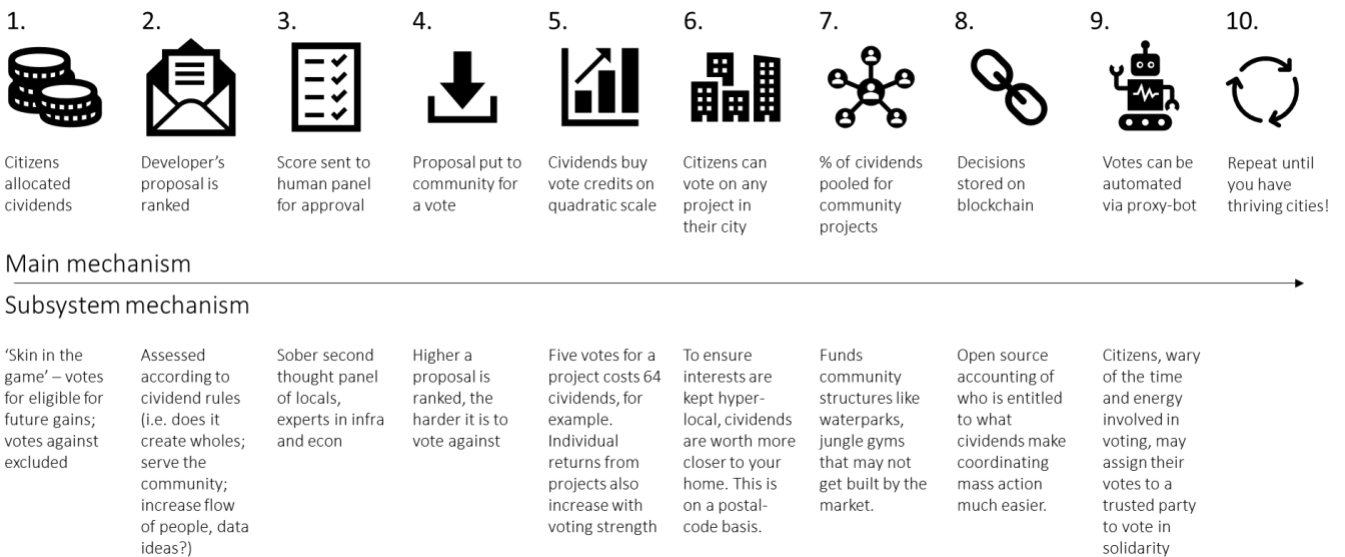 1.
2.
3.
4.
5.
6.
7.
8.
9.
10.
Citizens
allocated
cividends
Developer’s
proposal is
ranked
Score sent to
human panel
for approval
Proposal put to
community for
a vote
Cividends buy
vote credits on
quadratic scale
Citizens can
vote on any
project in
their city
% of cividends
pooled for
community
projects
Decisions
stored on
blockchain
Votes can be
automated
via proxy-bot
Repeat until
you have
thriving cities!
Main mechanism
Subsystem mechanism
‘Skin in the
game’ – votes
for eligible for
future gains;
votes against
excluded
Assessed
according to
cividend rules
(i.e. does it
create wholes;
serve the
community;
increase flow
of people, data
ideas?)
Sober second
thought panel
of locals,
experts in infra
and econ
Higher a
proposal is
ranked, the
harder it is to
vote against
Five votes for a
project costs 64
cividends, for
example.
Individual
returns from
projects also
increase with
voting strength
To ensure
interests are
kept hyper-
local, cividends
are worth more
closer to your
home. This is
on a postal-
code basis.
Funds
community
structures like
waterparks,
jungle gyms
that may not
get built by the
market.
Open source
accounting of
who is entitled
to what
cividends make
coordinating
mass action
much easier.
Citizens, wary
of the time
and energy
involved in
voting, may
assign their
votes to a
trusted party
to vote in
solidarity